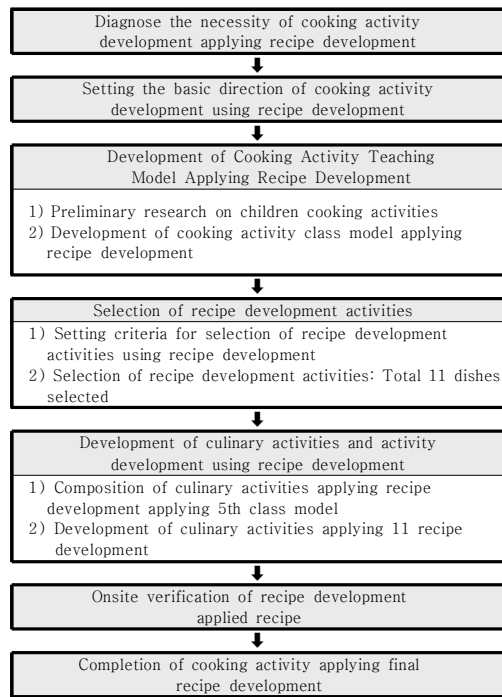 Diagnose the necessity of cooking activity
development applying recipe development
Setting the basic direction of cooking activity
development using recipe development
Development of Cooking Activity Teaching
Model Applying Recipe Development
1) Preliminary research on children cooking activities
2) Development of cooking activity class model applying
recipe development
Selection of recipe development activities
1) Setting criteria for selection of recipe development
activities using recipe development
2) Selection of recipe development activities: Total 11 dishes
selected
Development of culinary activities and activity
development using recipe development
1) Composition of culinary activities applying recipe
development applying 5th class model
2) Development of culinary activities applying 11 recipe
development
Onsite verification of recipe development
applied recipe
Completion of cooking activity applying final
recipe development